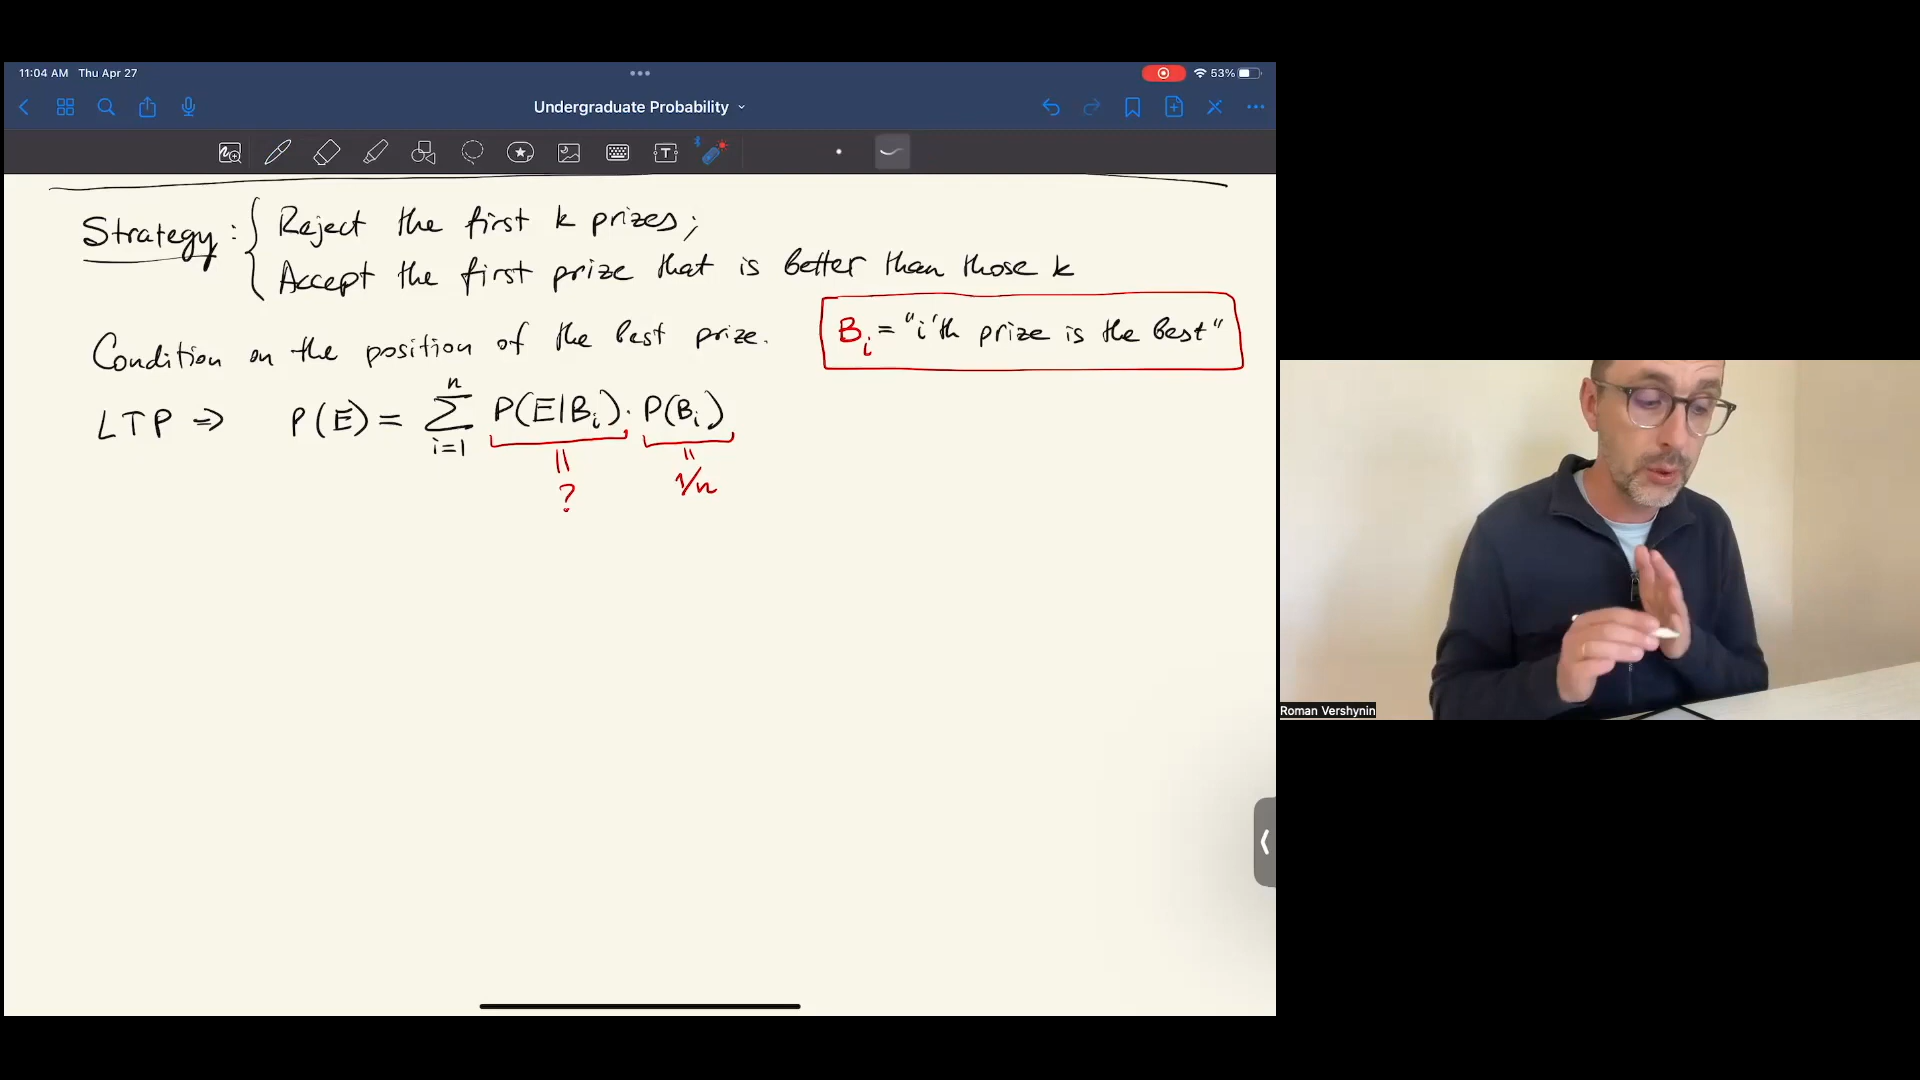 11:04 AM Thu Apr 27
53%
Undergraduate Probability
Strategy: { Reject the first k prizes;
Accept the first prize that is better than those k
Condition on the position of the best prize.
B_i = "i'th prize is the best"
LTP ⇒ P(E) = ∑_{i=1}^{n} P(E|B_i) · P(B_i)
= ? = 1/n
Roman Vershynin